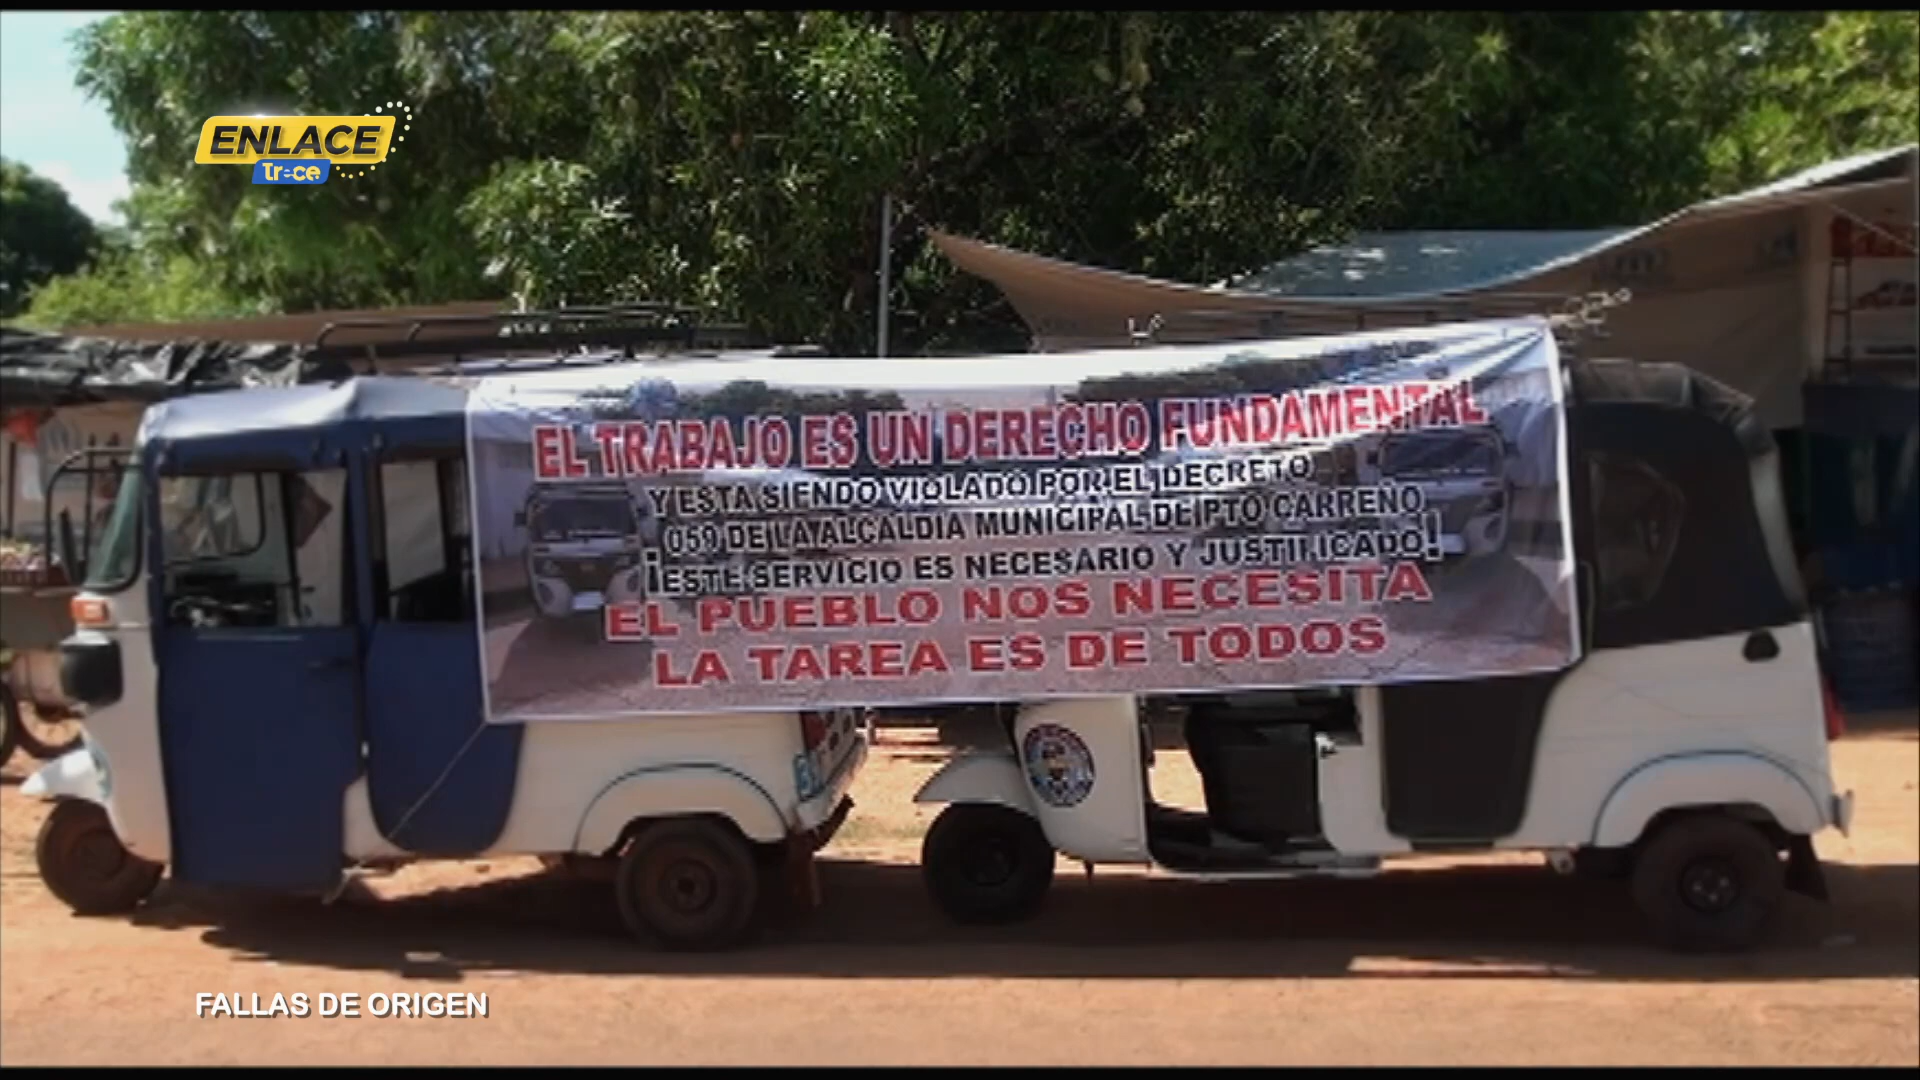 ENLACE
trece
EL TRABAJO ES UN DERECHO FUNDAMENTAL
Y ESTA SIENDO VIOLADO POR EL DECRETO
059 DE LA ALCALDIA MUNICIPAL DE PTO CARREÑO
¡ESTE SERVICIO ES NECESARIO Y JUSTIFICADO!
EL PUEBLO NOS NECESITA
LA TAREA ES DE TODOS
FALLAS DE ORIGEN